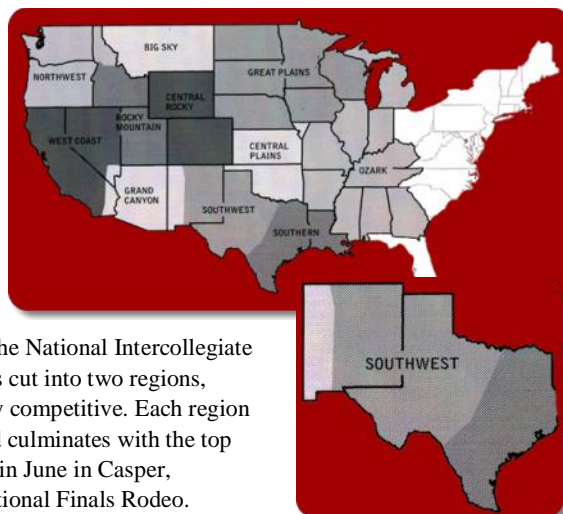 BIG SKY
NORTHWEST
GREAT PLAINS
CENTRAL
ROCKY
ROCKY
MOUNTAIN
WEST COAST
CENTRAL
PLAINS
OZARK
GRAND
CANYON
SOUTHWEST
SOUTHERN
SOUTHWEST
he National Intercollegiate
s cut into two regions,
y competitive. Each region
d culminates with the top
in June in Casper,
tional Finals Rodeo.